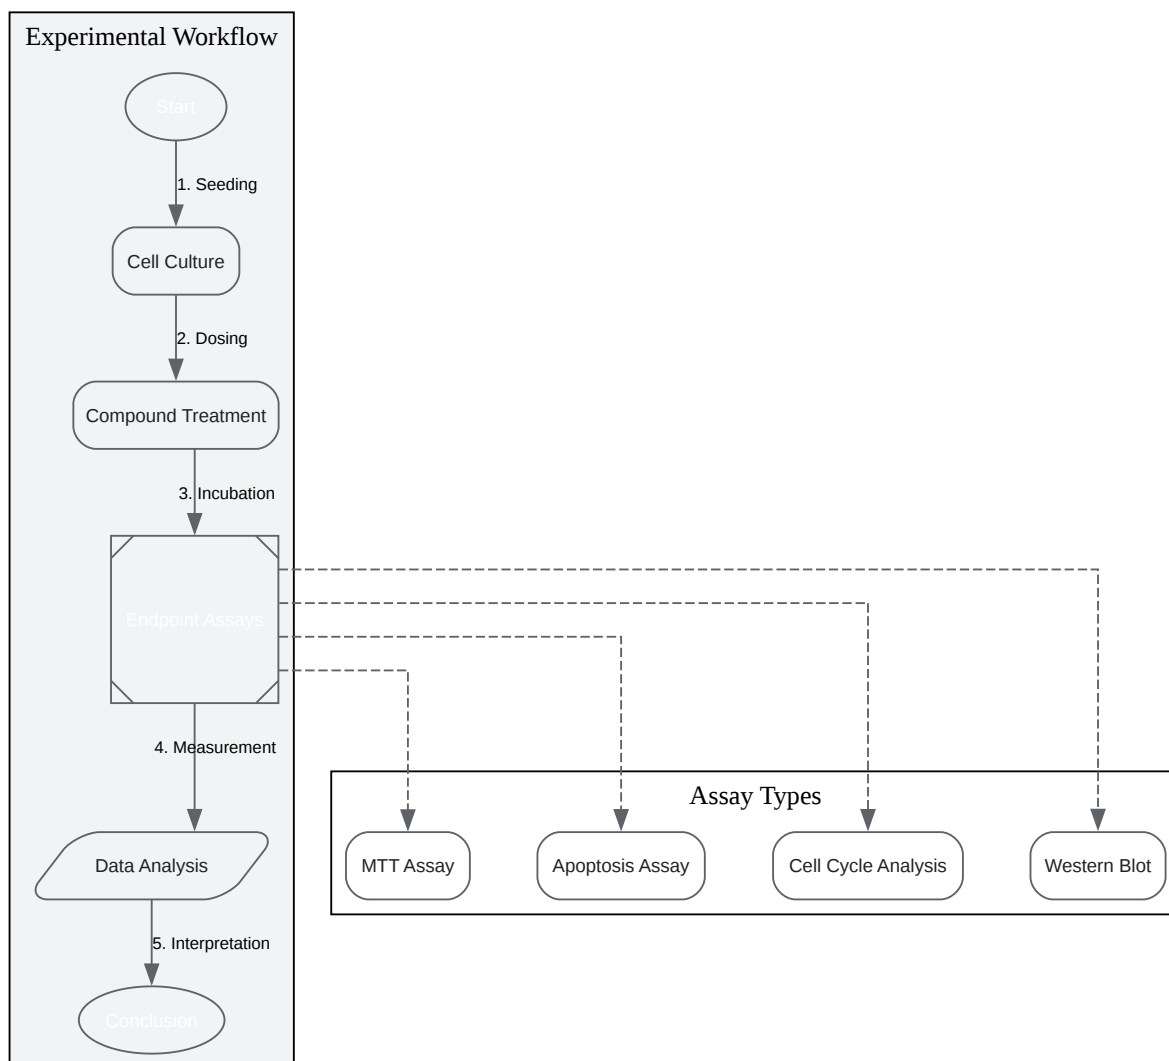 Experimental Workflow
Start
1. Seeding
Cell Culture
2. Dosing
Compound Treatment
3. Incubation
Endpoint Assays
4. Measurement
Data Analysis
5. Interpretation
Conclusion
Assay Types
MTT Assay
Apoptosis Assay
Cell Cycle Analysis
Western Blot